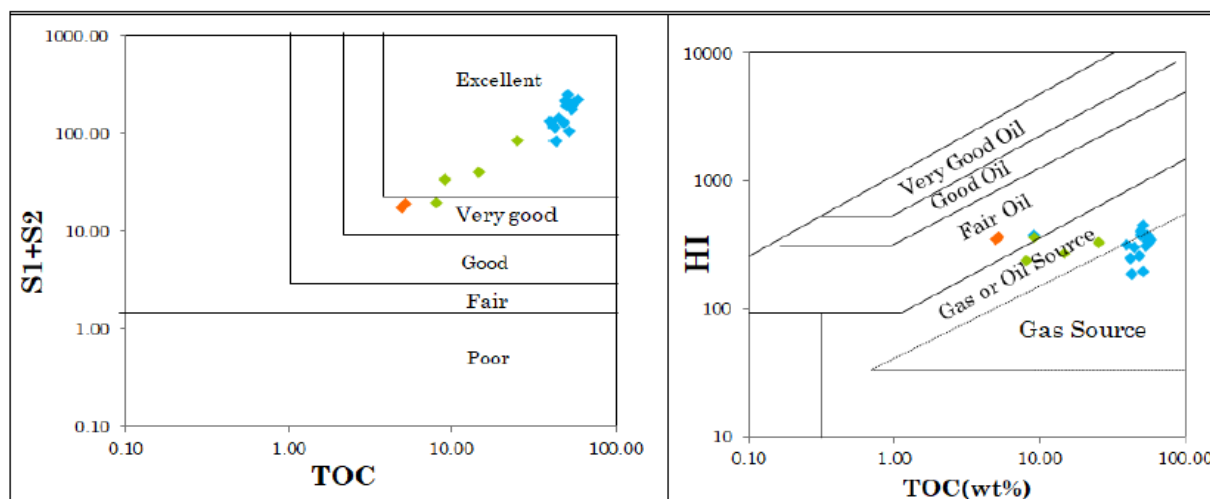 1000.00
100.00
10.00
1.00
0.10
S1+S2
Excellent
Very good
Good
Fair
Poor
0.10
1.00
10.00
100.00
TOC
10000
1000
100
10
HI
Very Good Oil
Good Oil
Fair Oil
Gas or Oil Source
Gas Source
0.10
1.00
10.00
100.00
TOC(wt%)